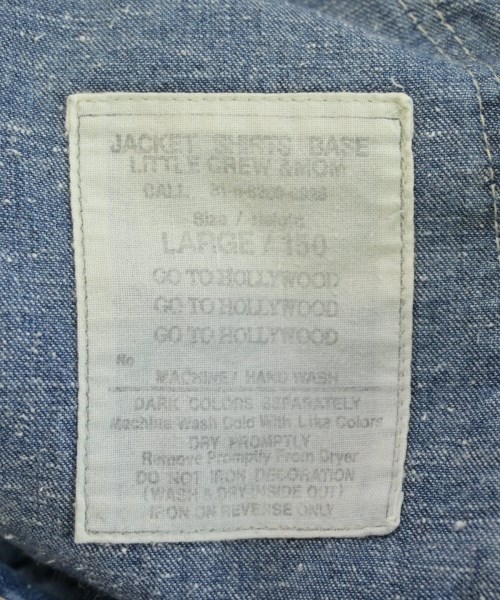 JACKET SHIRTS BASE
LITTLE CREW &MOM
CALL
Size / Height
LARGE / 150
GO TO HOLLYWOOD
GO TO HOLLYWOOD
GO TO HOLLYWOOD
No
MACHINE/ HAND WASH
DARK COLORS SEPARATELY
Machine Wash Cold With Like Colors
DRY PROMPTLY
Remove Promptly From Dryer
DO NOT IRON DECORATION
(WASH & DRY INSIDE OUT)
IRON ON REVERSE ONLY